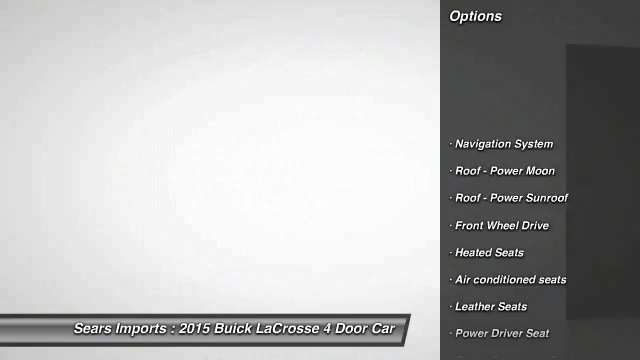 Options
· Navigation System
· Roof - Power Moon
· Roof - Power Sunroof
· Front Wheel Drive
· Heated Seats
· Air conditioned seats
· Leather Seats
· Power Driver Seat
Sears Imports : 2015 Buick LaCrosse 4 Door Car